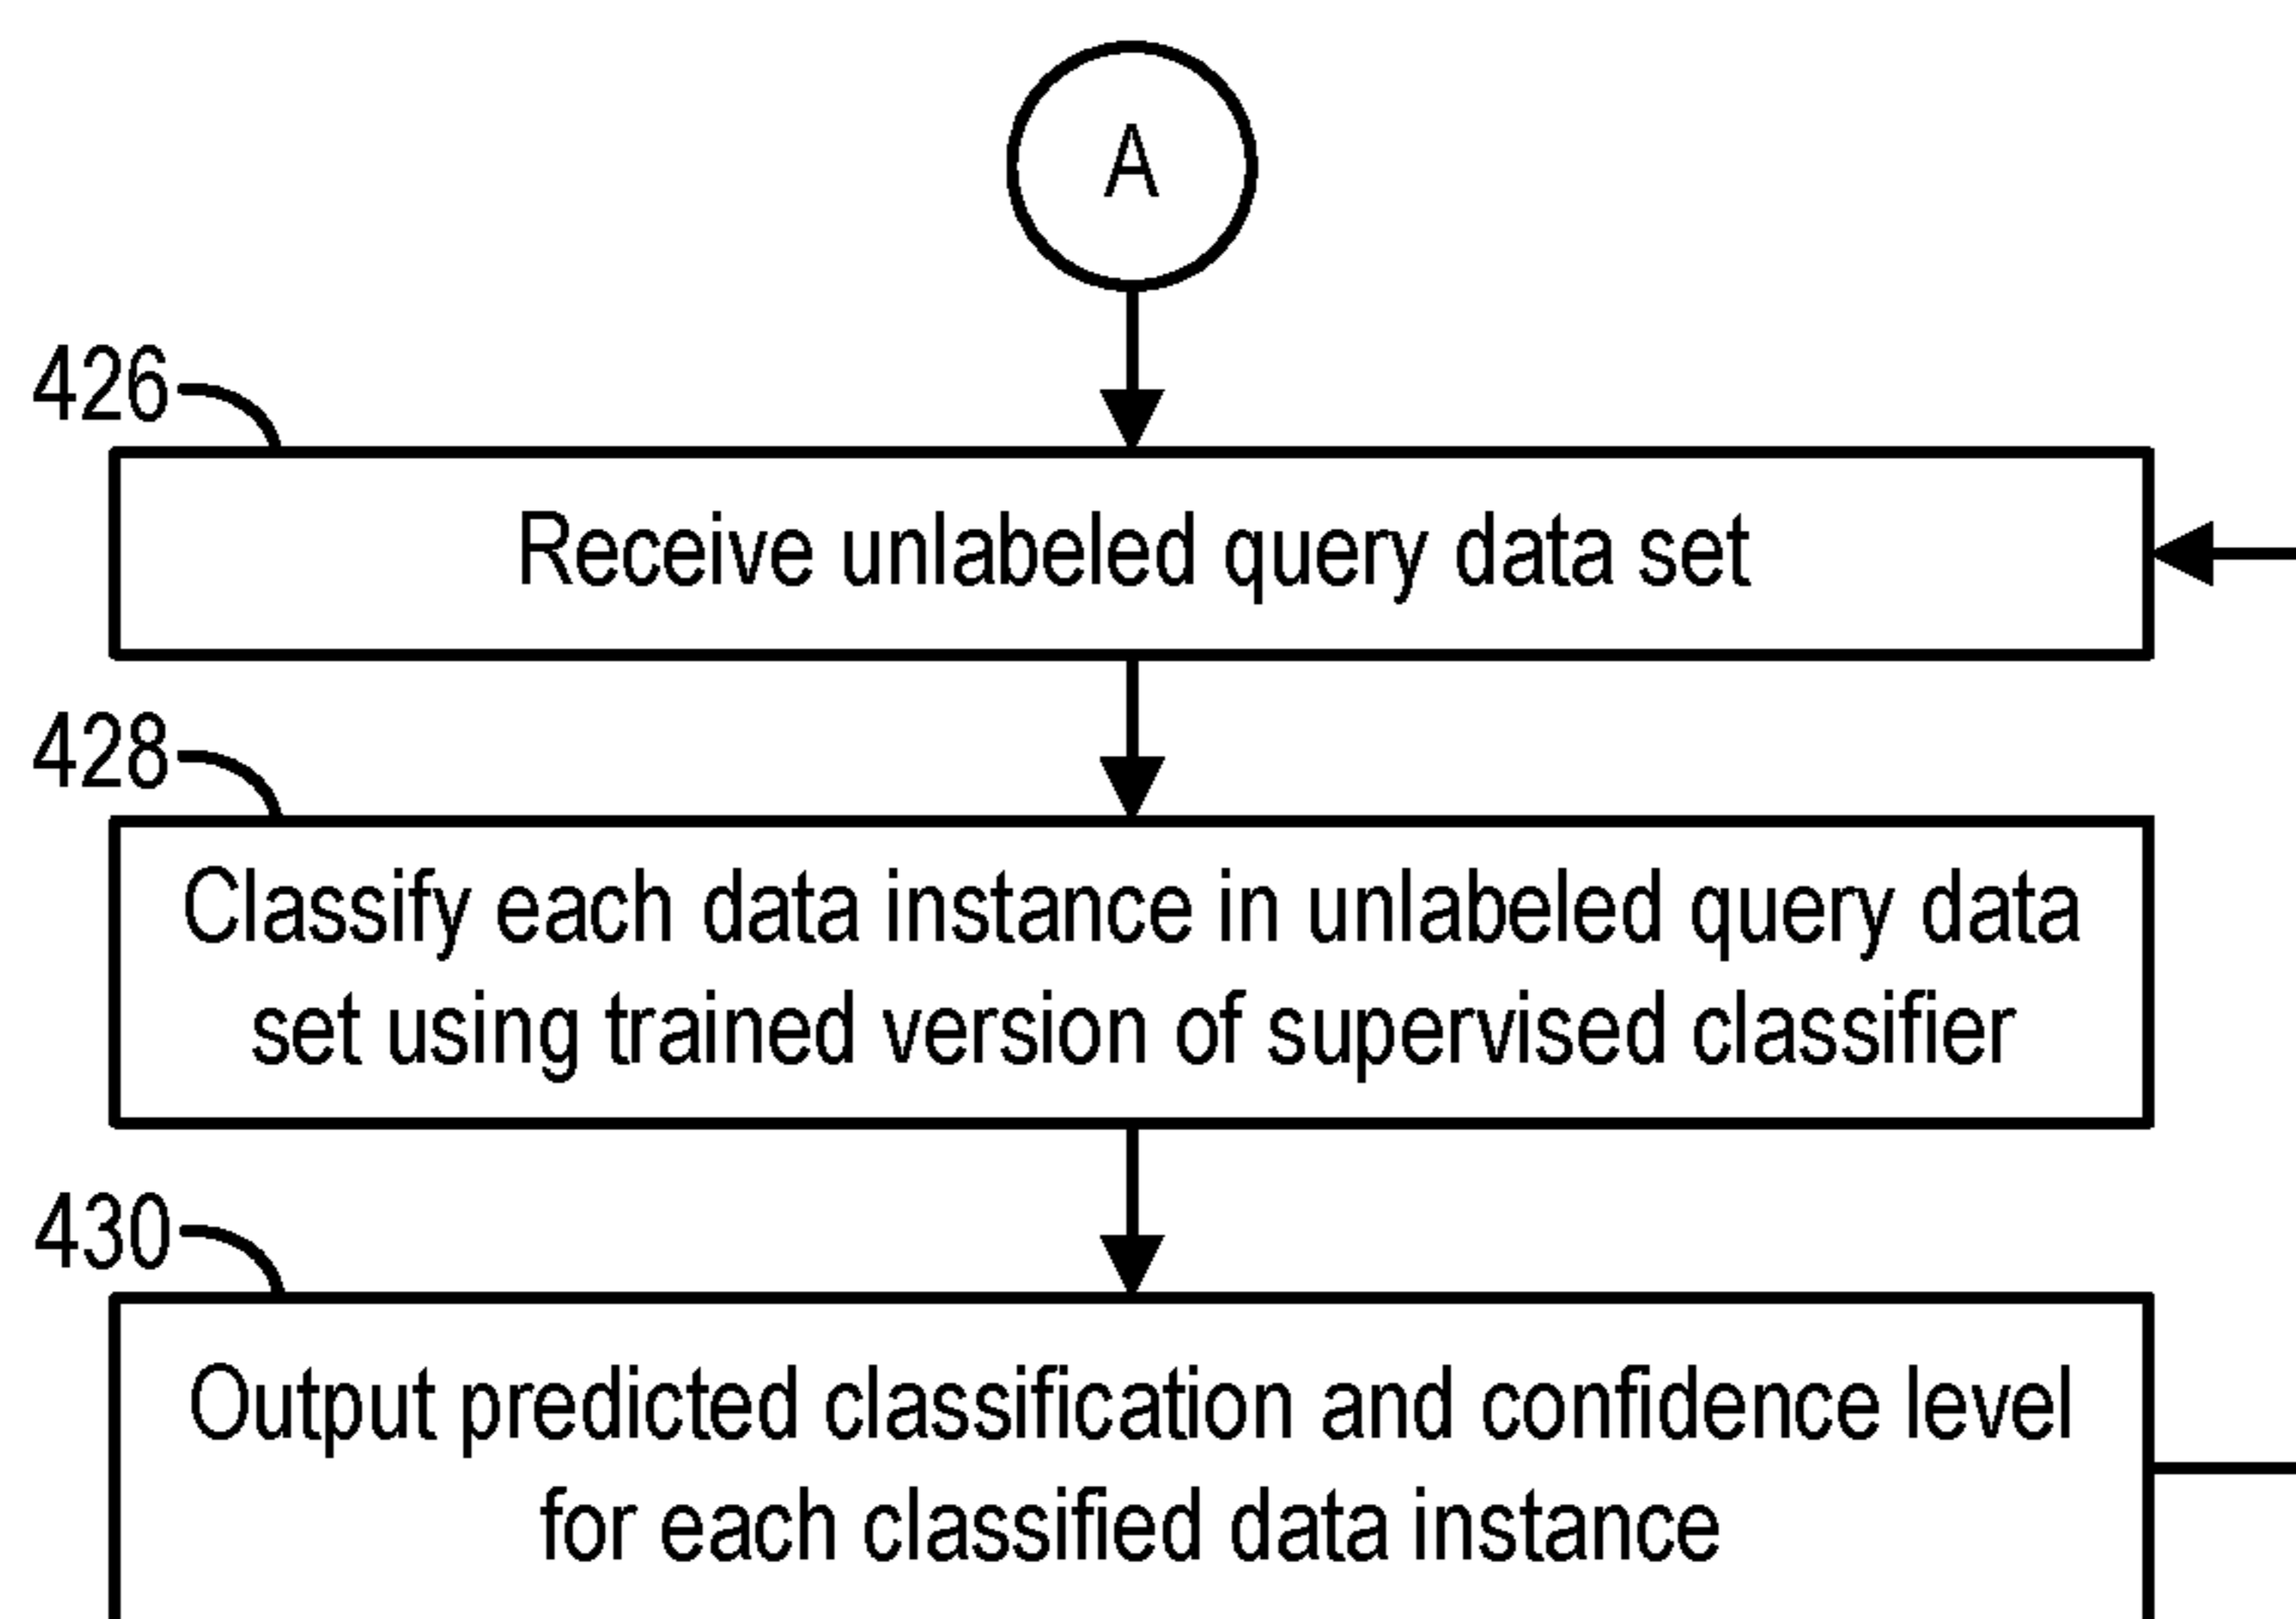 A
426
Receive unlabeled query data set
428
Classify each data instance in unlabeled query data
set using trained version of supervised classifier
430
Output predicted classification and confidence level
for each classified data instance